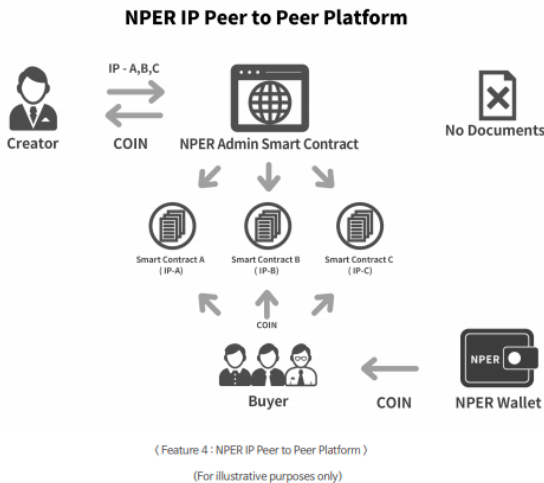 NPER IP Peer to Peer Platform
IP - A,B,C
Creator
COIN
NPER Admin Smart Contract
No Documents
Smart Contract A
( IP-A)
Smart Contract B
( IP-B)
Smart Contract C
( IP-C)
COIN
NPER
Buyer
COIN
NPER Wallet
( Feature 4 : NPER IP Peer to Peer Platform )
(For illustrative purposes only)